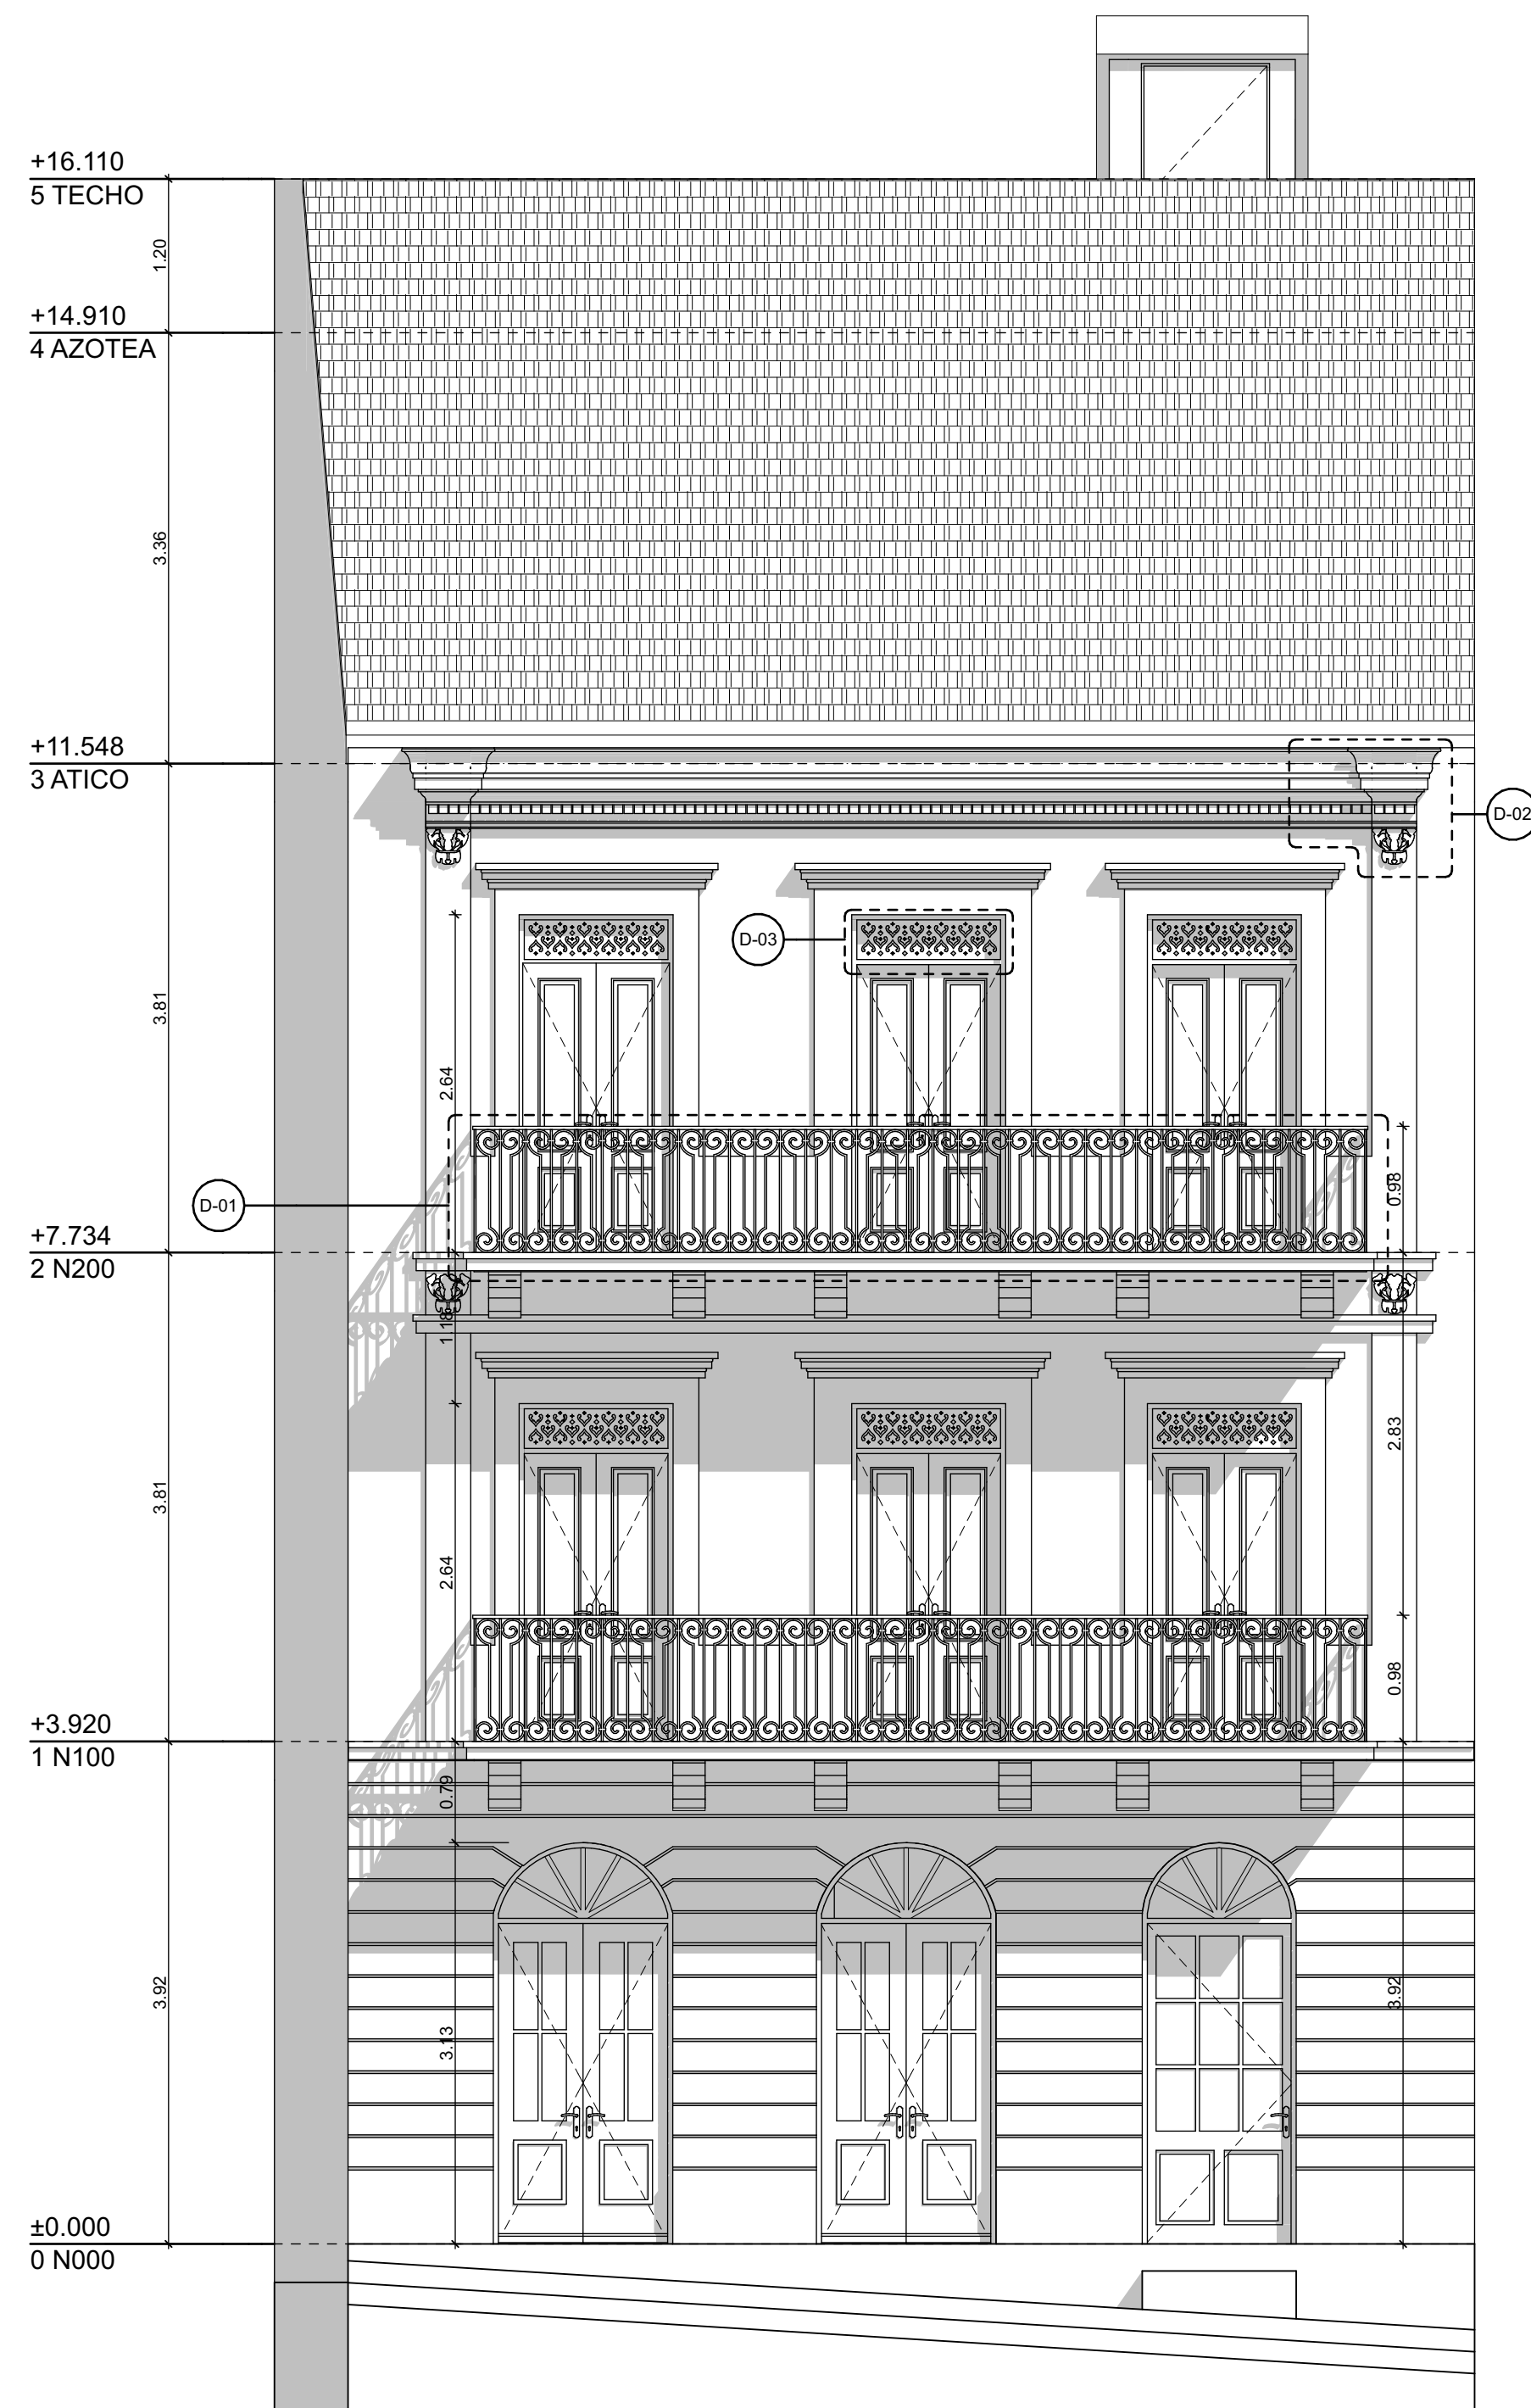 +16.110
5 TECHO
1.20
+14.910
4 AZOTEA
3.36
+11.548
3 ATICO
D-02
D-03
3.81
2.64
0.98
D-01
+7.734
2 N200
1.18
2.83
3.81
2.64
0.98
+3.920
1 N100
0.79
3.92
3.92
3.13
±0.000
0 N000